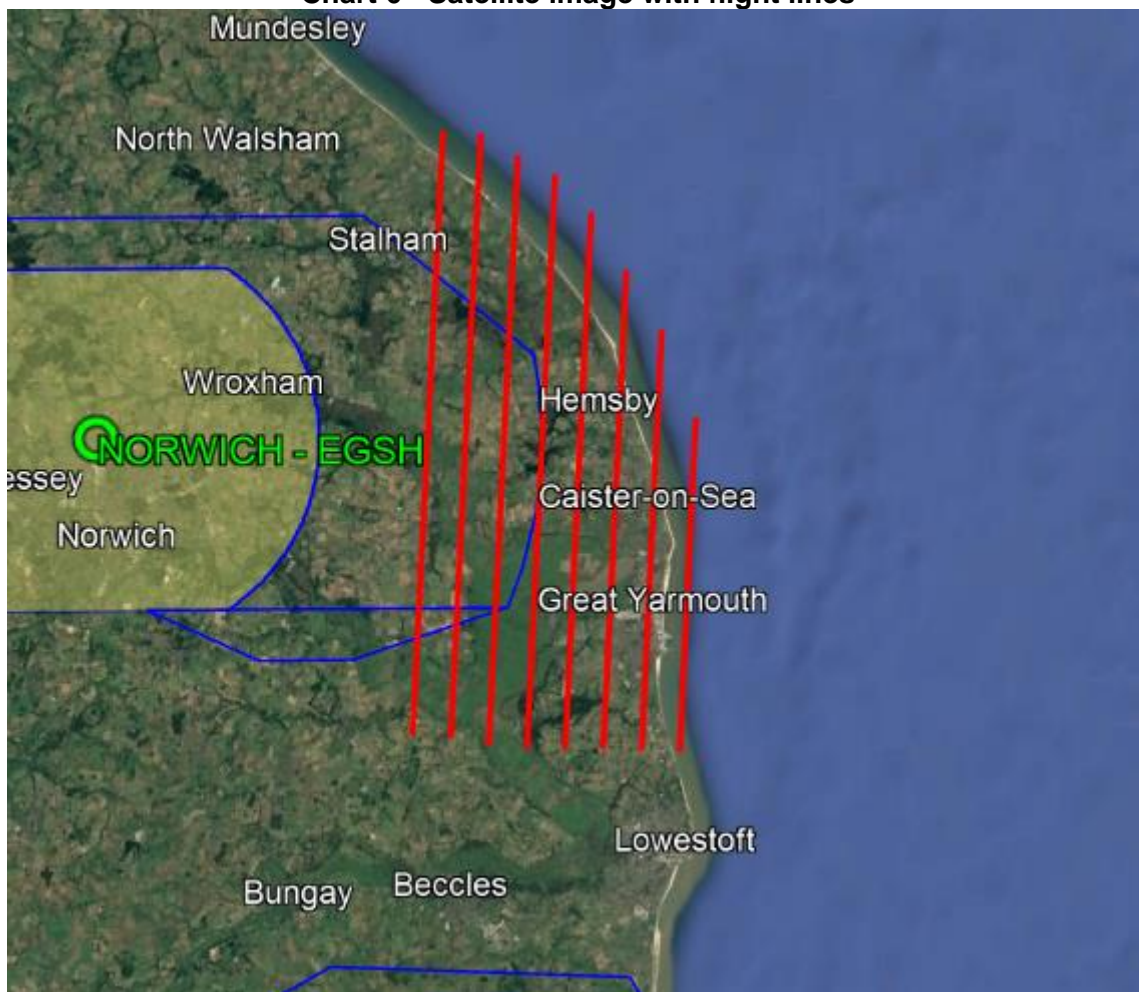 Mundesley
North Walsham
Stalham
Wroxham
Hemsby
NORWICH - EGSH
essey
Caister-on-Sea
Norwich
Great Yarmouth
Lowestoft
Beccles
Bungay